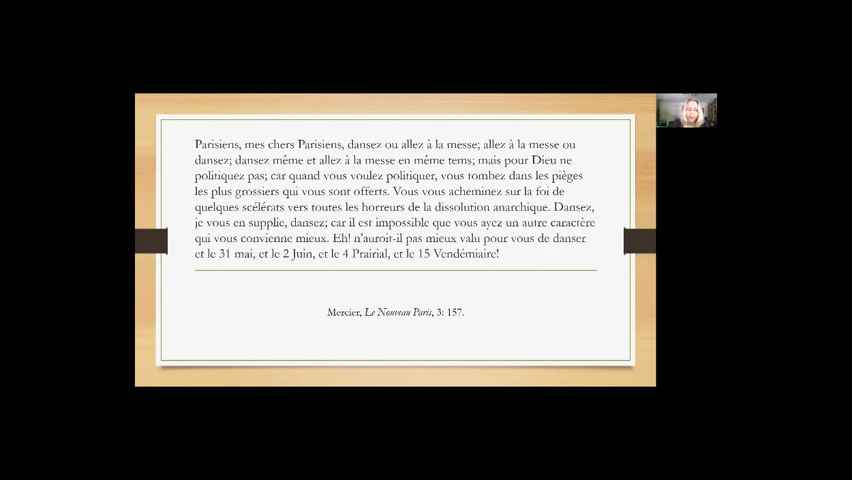 Parisiens, mes chers Parisiens, dansez ou allez à la messe; allez à la messe ou
dansez; dansez même et allez à la messe en même tems; mais pour Dieu ne
politiquez pas; car quand vous voulez politiquer, vous tombez dans les pièges
les plus grossiers qui vous sont offerts. Vous vous acheminez sur la foi de
quelques scélérats vers toutes les horreurs de la dissolution anarchique. Dansez,
je vous en supplie, dansez; car il est impossible que vous ayez un autre caractère
qui vous convienne mieux. Eh! n'auroit-il pas mieux valu pour vous de danser
et le 31 mai, et le 2 Juin, et le 4 Prairial, et le 15 Vendémiaire!
Mercier, Le Nouveau Paris, 3: 157.